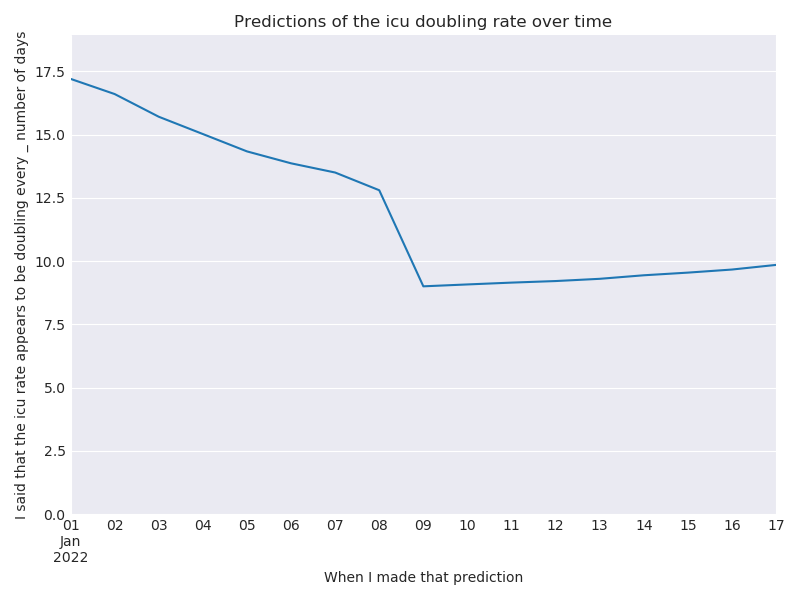 Predictions of the icu doubling rate over time
I said that the icu rate appears to be doubling every _ number of days
17.5
15.0
12.5
10.0
7.5
5.0
2.5
0.0
01 02 03 04 05 06 07 08 09 10 11 12 13 14 15 16 17
Jan
2022
When I made that prediction